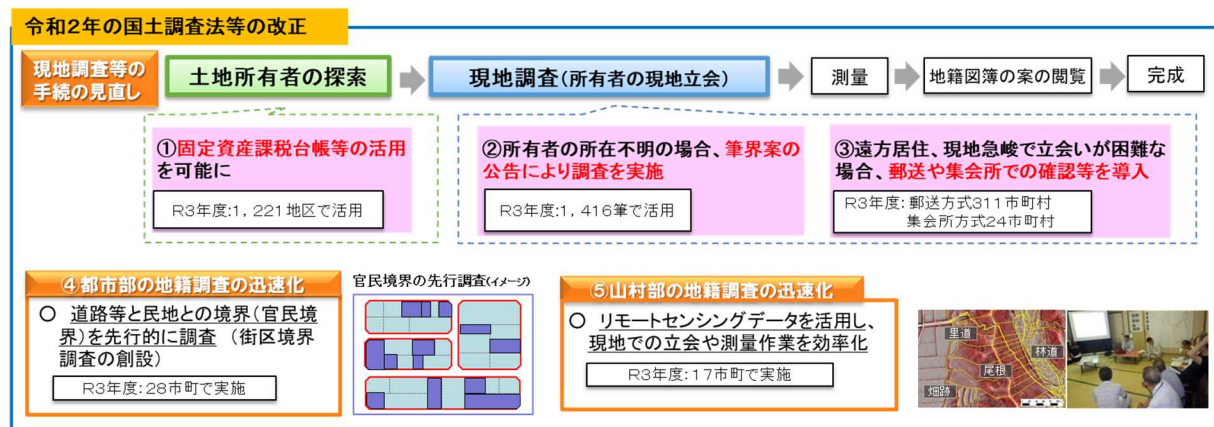 令和２年の国土調査法等の改正
現地調査等の
手続の見直し
土地所有者の探索
現地調査（所有者の現地立会）
測量
地籍図簿の案の閲覧
完成
①固定資産課税台帳等の活用
を可能に
R3年度:1，221地区で活用
②所有者の所在不明の場合、筆界案の
公告により調査を実施
R3年度:1，416筆で活用
③遠方居住、現地急峻で立会いが困難な
場合、郵送や集会所での確認等を導入
R3年度：郵送方式311市町村
集会所方式24市町村
④都市部の地籍調査の迅速化
○ 道路等と民地との境界（官民境
界）を先行的に調査 （街区境界
調査の創設）
R3年度:28市町で実施
官民境界の先行調査(イメージ)
⑤山村部の地籍調査の迅速化
○ リモートセンシングデータを活用し、
現地での立会や測量作業を効率化
R3年度:17市町で実施
里道
林道
尾根
畑跡